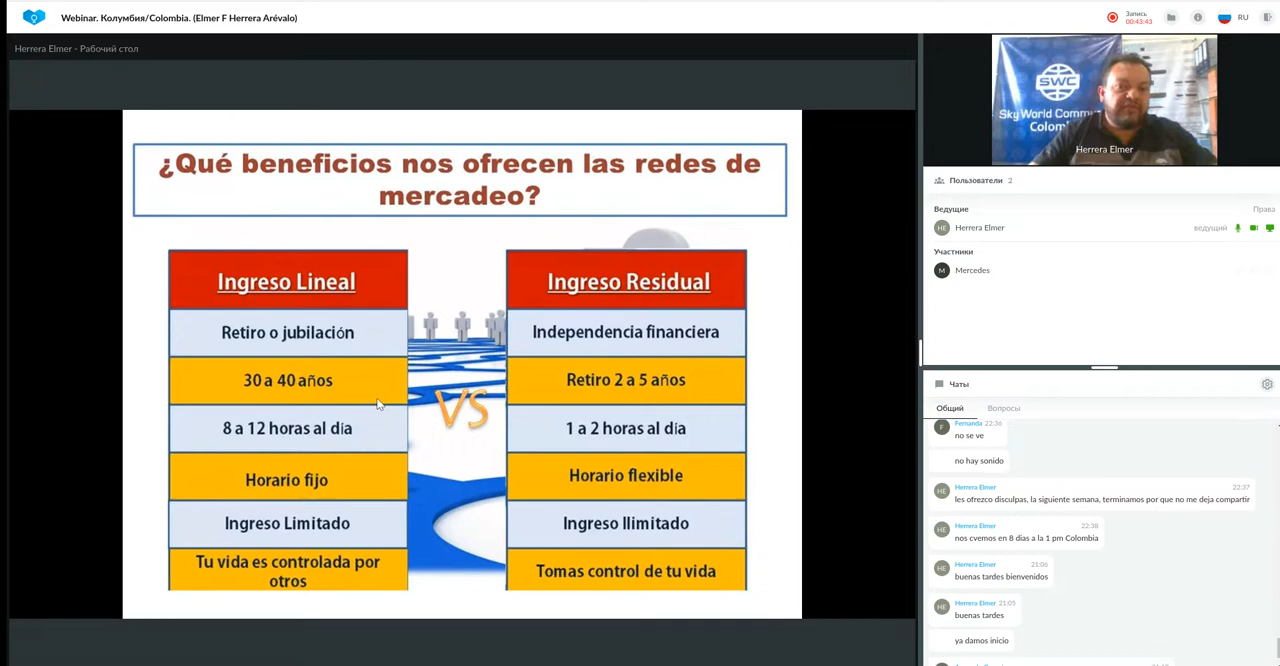 Webinar. Колумбия/Colombia. (Elmer F Herrera Arévalo)
Запись
00:43:43
RU
Herrera Elmer - Рабочий стол
¿Qué beneficios nos ofrecen las redes de
mercadeo?
Ingreso Lineal
Retiro o jubilación
30 a 40 años
8 a 12 horas al día
Horario fijo
Ingreso Limitado
Tu vida es controlada por
otros
VS
Ingreso Residual
Independencia financiera
Retiro 2 a 5 años
1 a 2 horas al día
Horario flexible
Ingreso Ilimitado
Tomas control de tu vida
SWC
Sky World Commu
Colom
Herrera Elmer
Пользователи 2
Ведущие Права
HE Herrera Elmer ведущий
Участники
M Mercedes
Чаты
Общий Вопросы
F Fernanda 22:36
no se ve
no hay sonido
HE Herrera Elmer 22:37
les ofrezco disculpas, la siguiente semana, terminamos por que no me deja compartir
HE Herrera Elmer 22:38
nos cvemos en 8 dias a la 1 pm Colombia
HE Herrera Elmer 21:06
buenas tardes bienvenidos
HE Herrera Elmer 21:05
buenas tardes
ya damos inicio